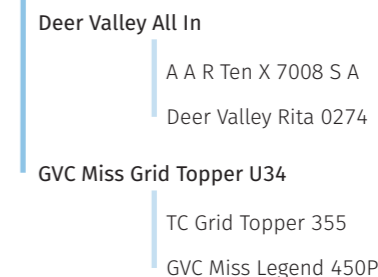 Deer Valley All In
A A R Ten X 7008 S A
Deer Valley Rita 0274
GVC Miss Grid Topper U34
TC Grid Topper 355
GVC Miss Legend 450P